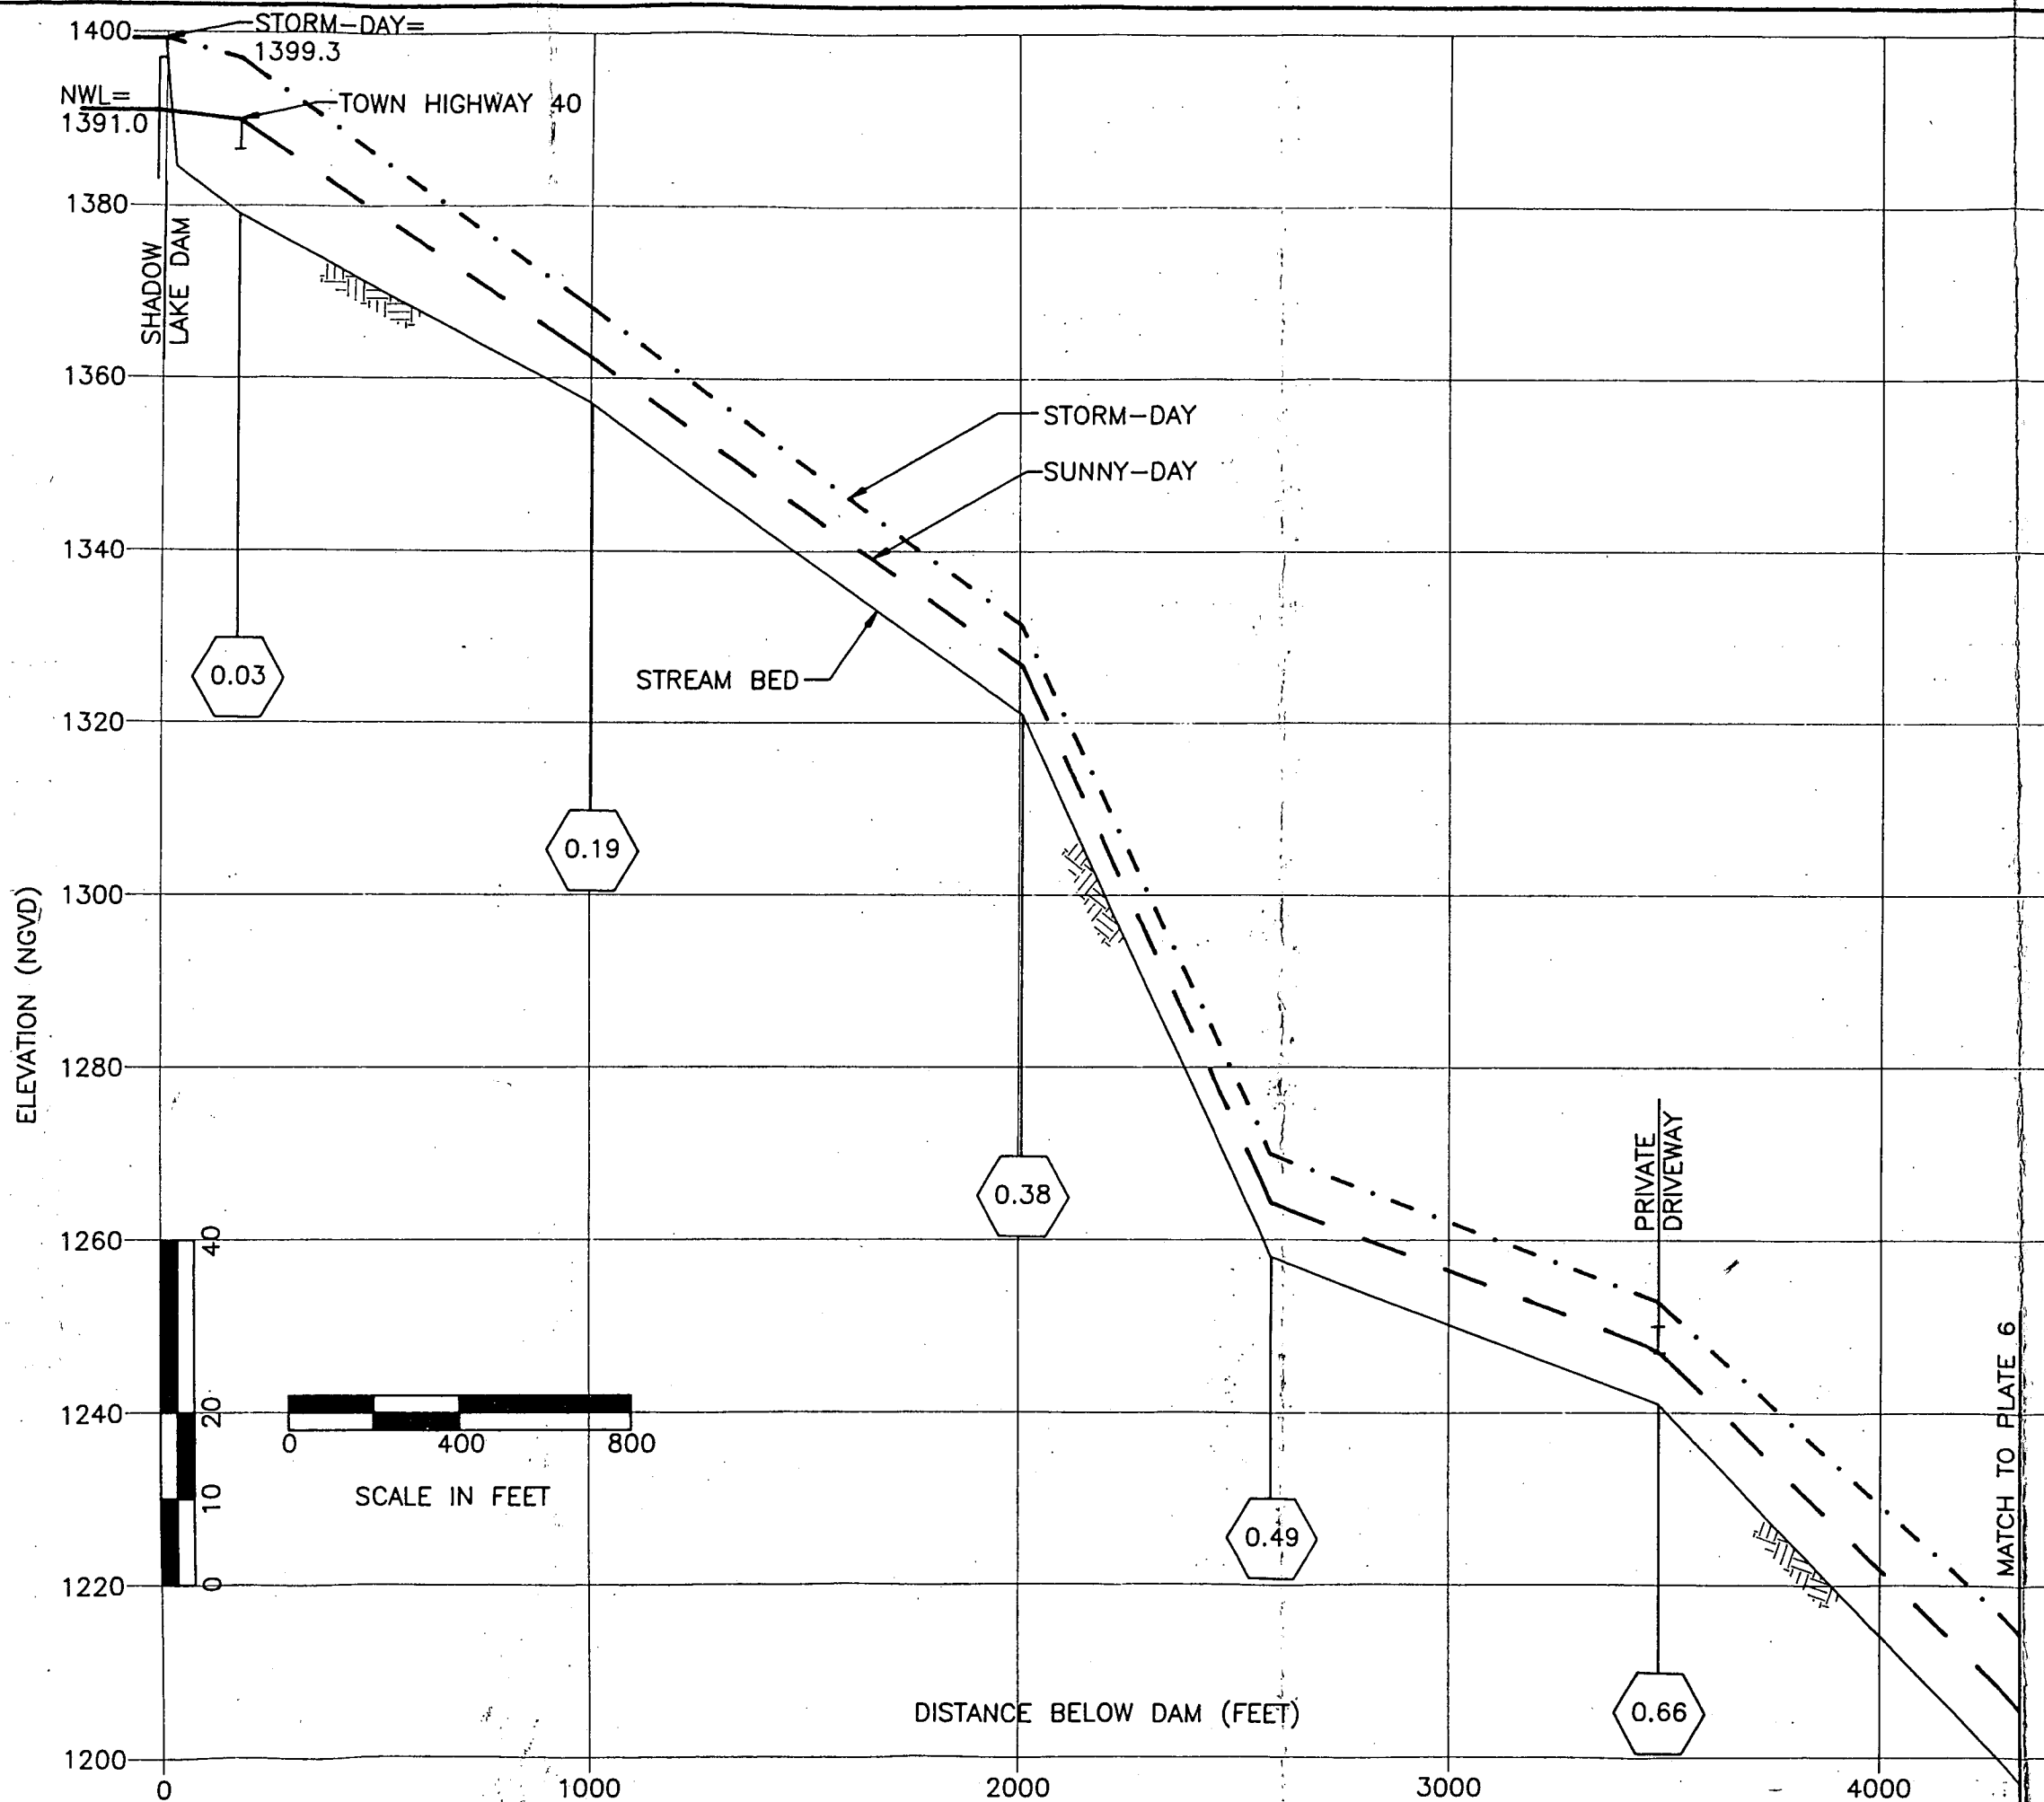 1400
STORM-DAY=
1399.3
NWL=
1391.0
TOWN HIGHWAY 40
1380
SHADOW
LAKE DAM
1360
STORM-DAY
SUNNY-DAY
1340
STREAM BED
0.03
1320
0.19
1300
ELEVATION (NGVD)
1280
0.38
PRIVATE
DRIVEWAY
1260
40
20
10
0
1240
0 400 800
SCALE IN FEET
0.49
MATCH TO PLATE 6
1220
0.66
DISTANCE BELOW DAM (FEET)
1200
0 1000 2000 3000 4000